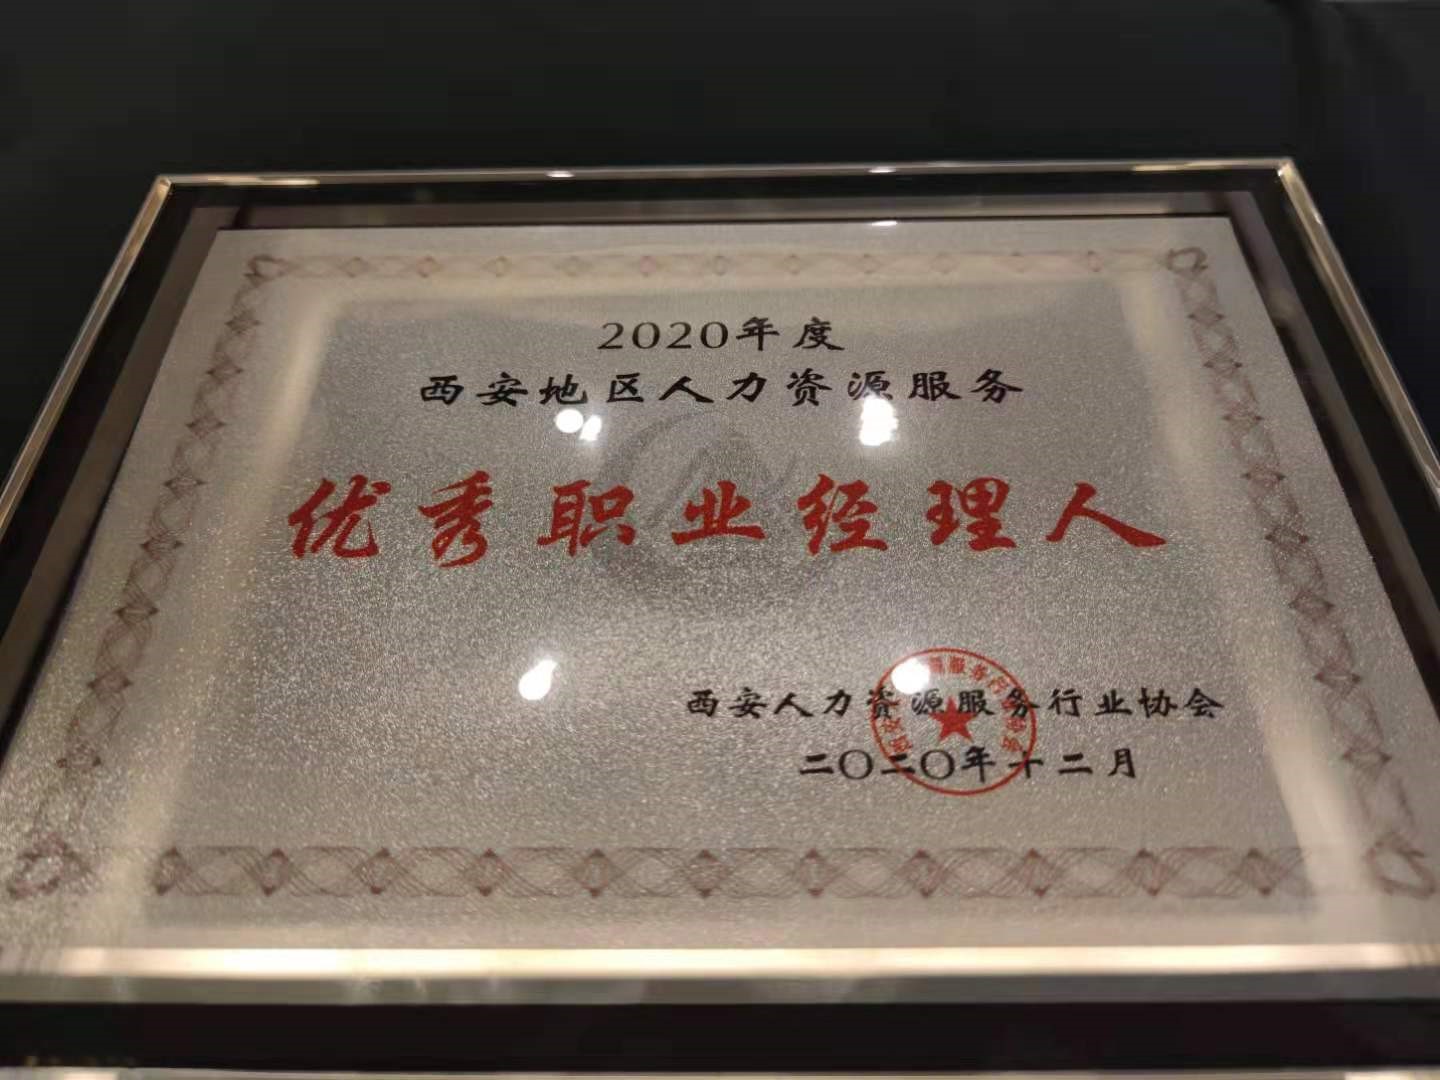 2020年度
西安地区人力资源服务
优秀职业经理人
西安人力资源服务行业协会
二〇二〇年十二月